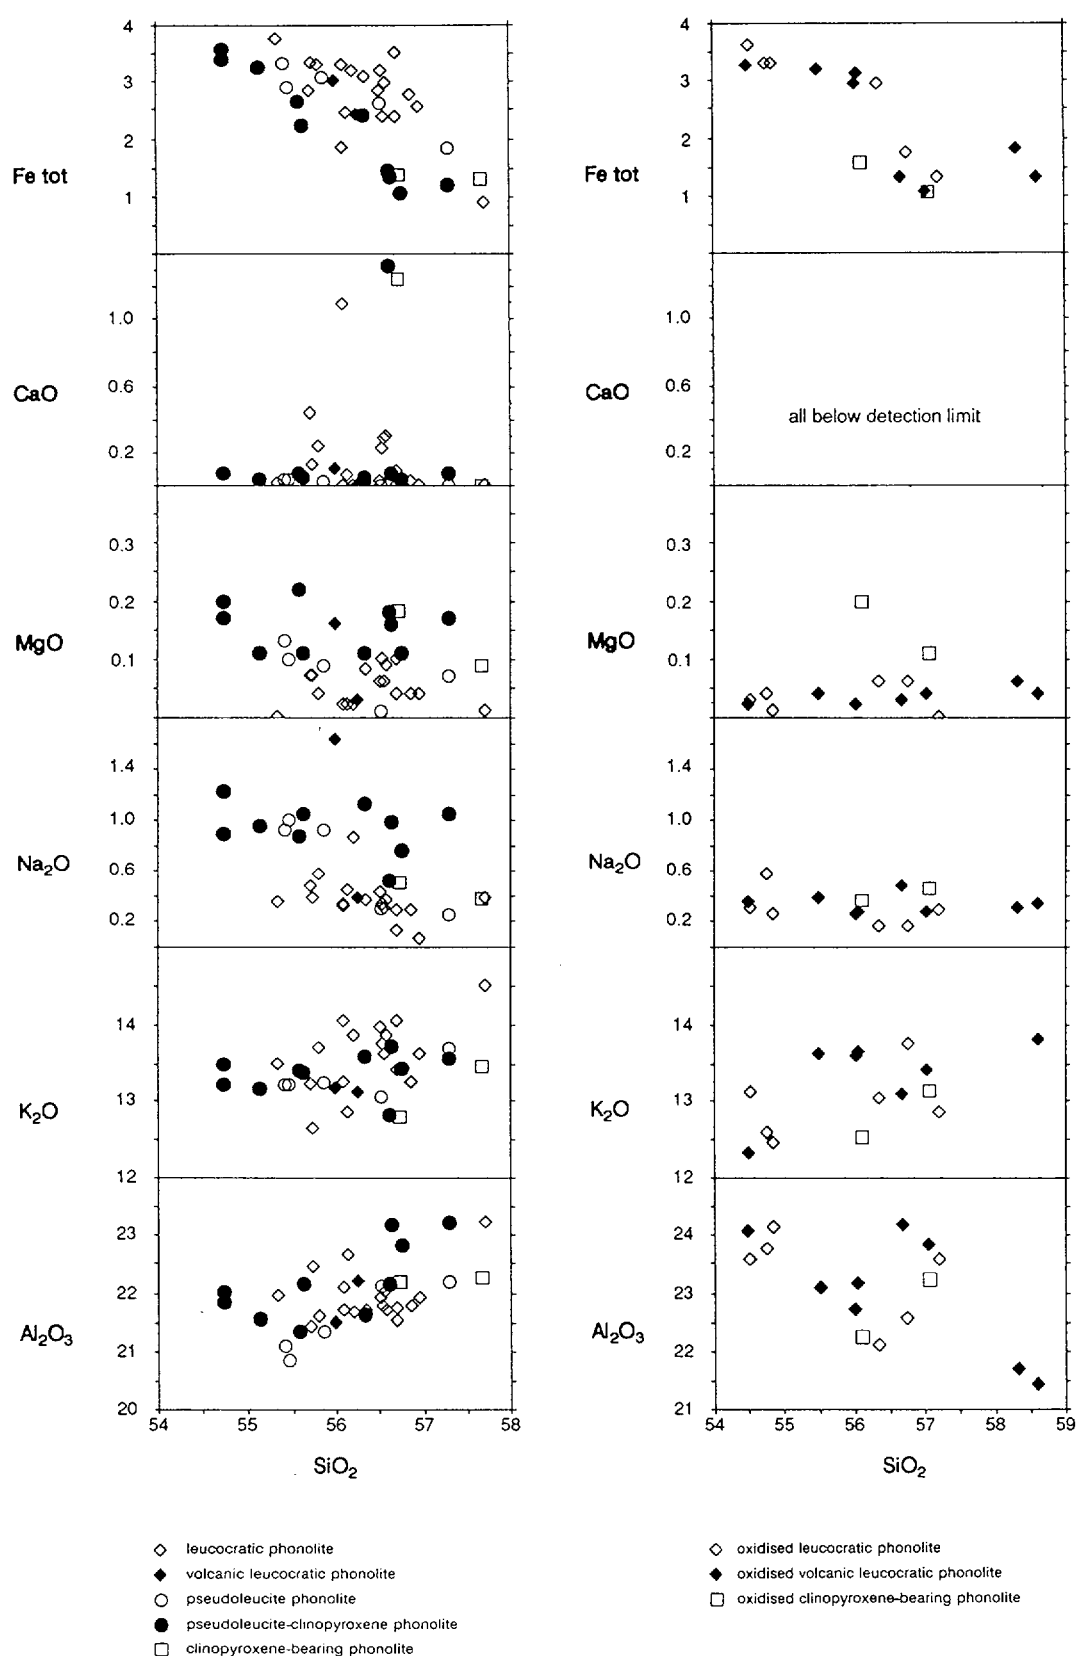 4
3
2
1
Fe tot
1.0
0.6
0.2
CaO
0.3
0.2
0.1
MgO
1.4
1.0
0.6
0.2
Na₂O
14
13
12
K₂O
23
22
21
20
Al₂O₃
54 55 56 57 58
SiO₂
leucocratic phonolite
volcanic leucocratic phonolite
pseudoleucite phonolite
pseudoleucite-clinopyroxene phonolite
clinopyroxene-bearing phonolite
4
3
2
1
Fe tot
1.0
0.6
0.2
CaO
all below detection limit
0.3
0.2
0.1
MgO
1.4
1.0
0.6
0.2
Na₂O
14
13
12
K₂O
24
23
22
21
Al₂O₃
54 55 56 57 58 59
SiO₂
oxidised leucocratic phonolite
oxidised volcanic leucocratic phonolite
oxidised clinopyroxene-bearing phonolite